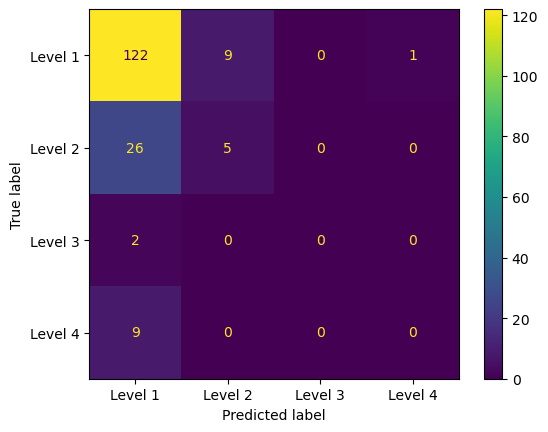 120
Level 1 122 9 0 1
100
80
Level 2 26 5 0 0
True label
60
Level 3 2 0 0 0
40
20
Level 4 9 0 0 0
0
Level 1 Level 2 Level 3 Level 4
Predicted label